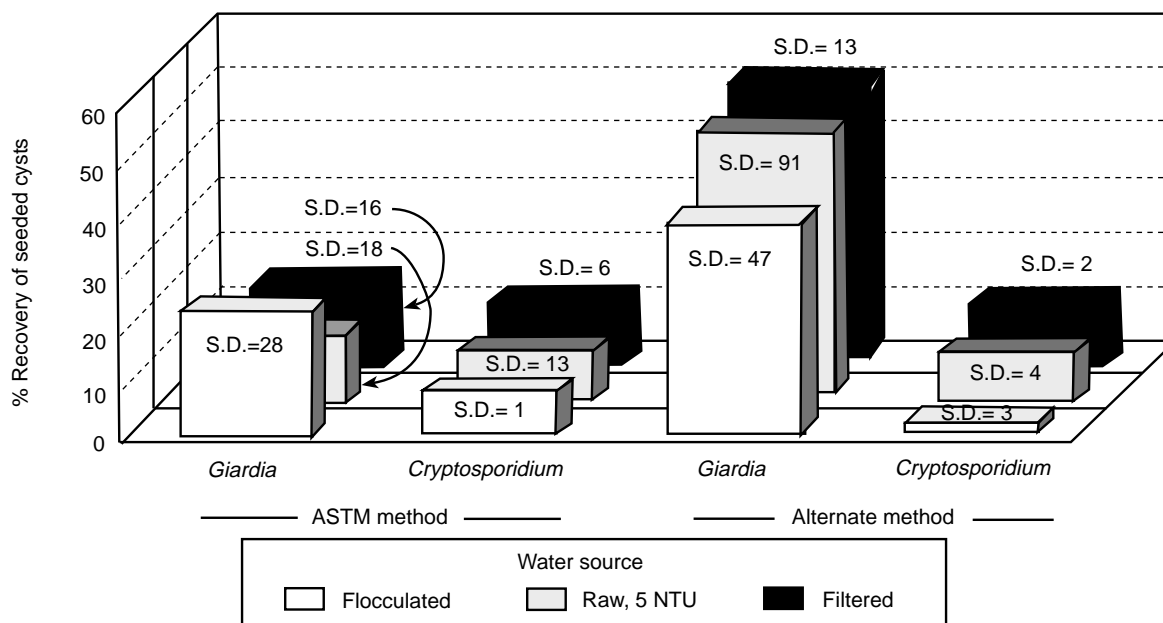 S.D.= 13
60
S.D.= 91
50
S.D.=16
40
S.D.=18
S.D.= 6
S.D.= 47
S.D.= 2
30
S.D.=28
20
S.D.= 13
S.D.= 4
10
S.D.= 1
S.D.= 3
0
% Recovery of seeded cysts
Giardia
Cryptosporidium
Giardia
Cryptosporidium
ASTM method
Alternate method
Water source
Flocculated
Raw, 5 NTU
Filtered